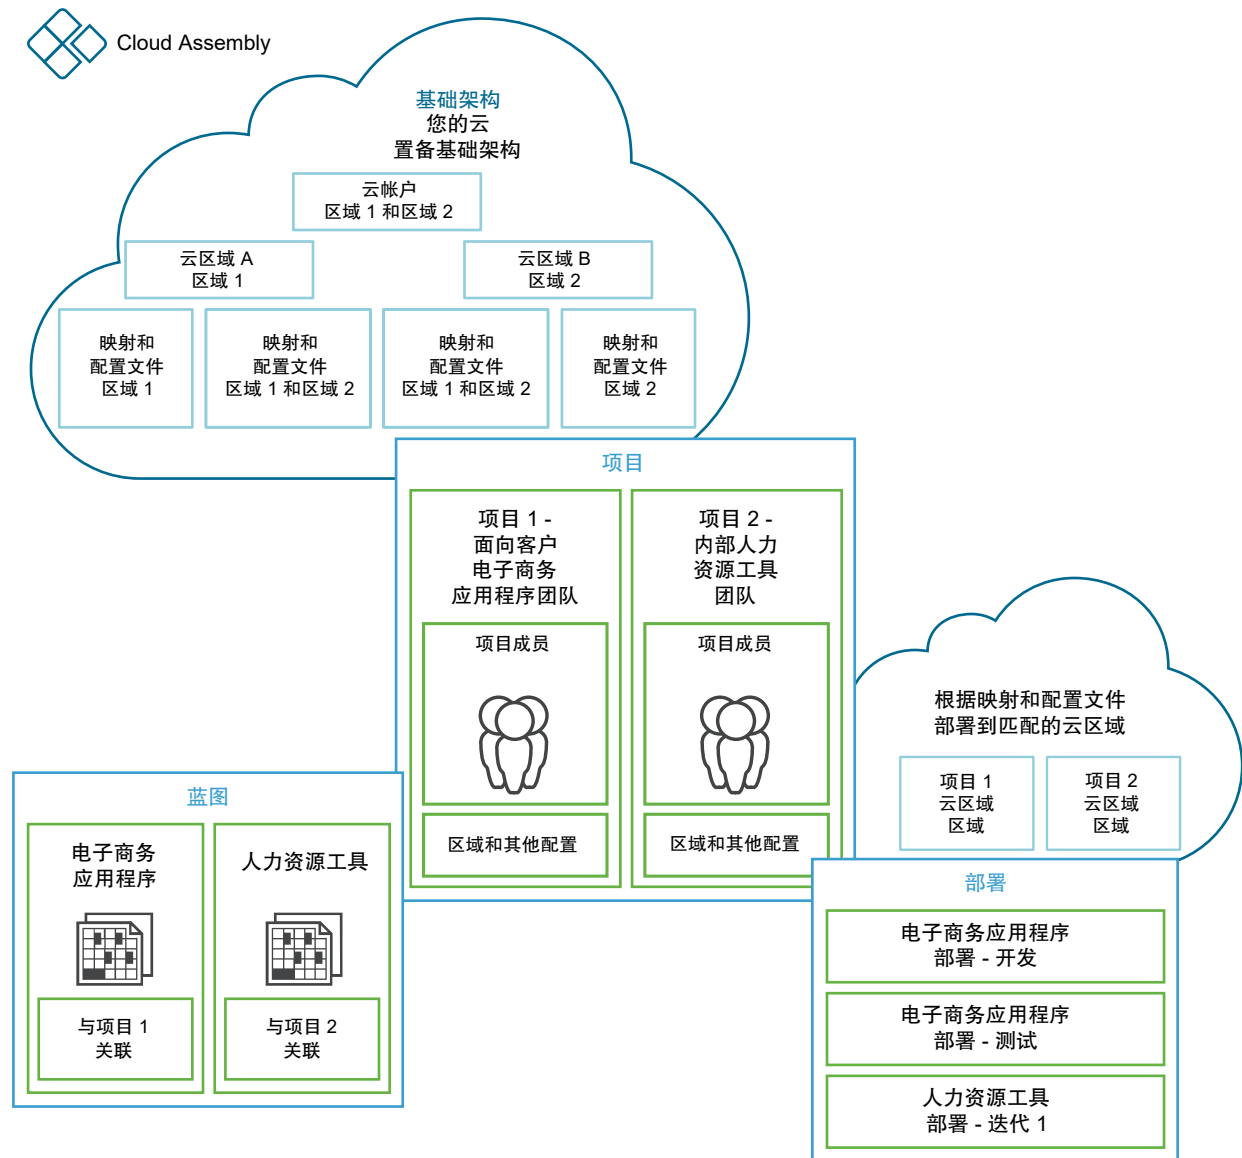 Cloud Assembly
基础架构
您的云
置备基础架构
云帐户
区域 1 和区域 2
云区域 A
区域 1
云区域 B
区域 2
映射和
配置文件
区域 1
映射和
配置文件
区域 1 和区域 2
映射和
配置文件
区域 1 和区域 2
映射和
配置文件
区域 2
项目
项目 1 -
面向客户
电子商务
应用程序团队
项目成员
区域和其他配置
项目 2 -
内部人力
资源工具
团队
项目成员
区域和其他配置
蓝图
电子商务
应用程序
与项目 1
关联
人力资源工具
与项目 2
关联
根据映射和配置文件
部署到匹配的云区域
项目 1
云区域
区域
项目 2
云区域
区域
部署
电子商务应用程序
部署 - 开发
电子商务应用程序
部署 - 测试
人力资源工具
部署 - 迭代 1